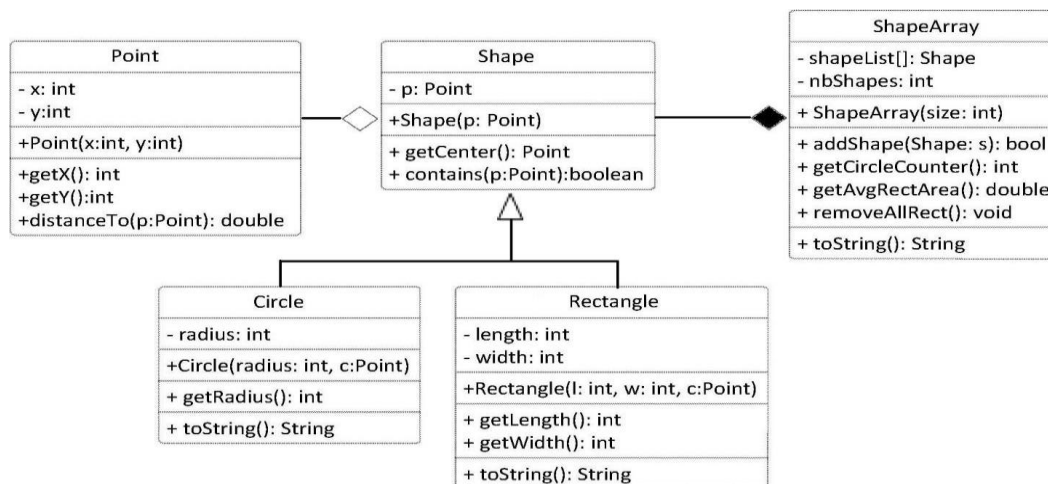 Point
- x: int
- y:int
+Point(x:int, y:int)
+getX(): int
+getY():int
+distanceTo(p:Point): double
Shape
- p: Point
+Shape(p: Point)
+ getCenter(): Point
+ contains(p:Point):boolean
ShapeArray
- shapeList[]: Shape
- nbShapes: int
+ ShapeArray(size: int)
+ addShape(Shape: s): bool
+ getCircleCounter(): int
+ getAvgRectArea(): double
+ removeAllRect(): void
+ toString(): String
Circle
- radius: int
+Circle(radius: int, c:Point)
+ getRadius(): int
+ toString(): String
Rectangle
- length: int
- width: int
+Rectangle(l: int, w: int, c:Point)
+ getLength(): int
+ getWidth(): int
+ toString(): String